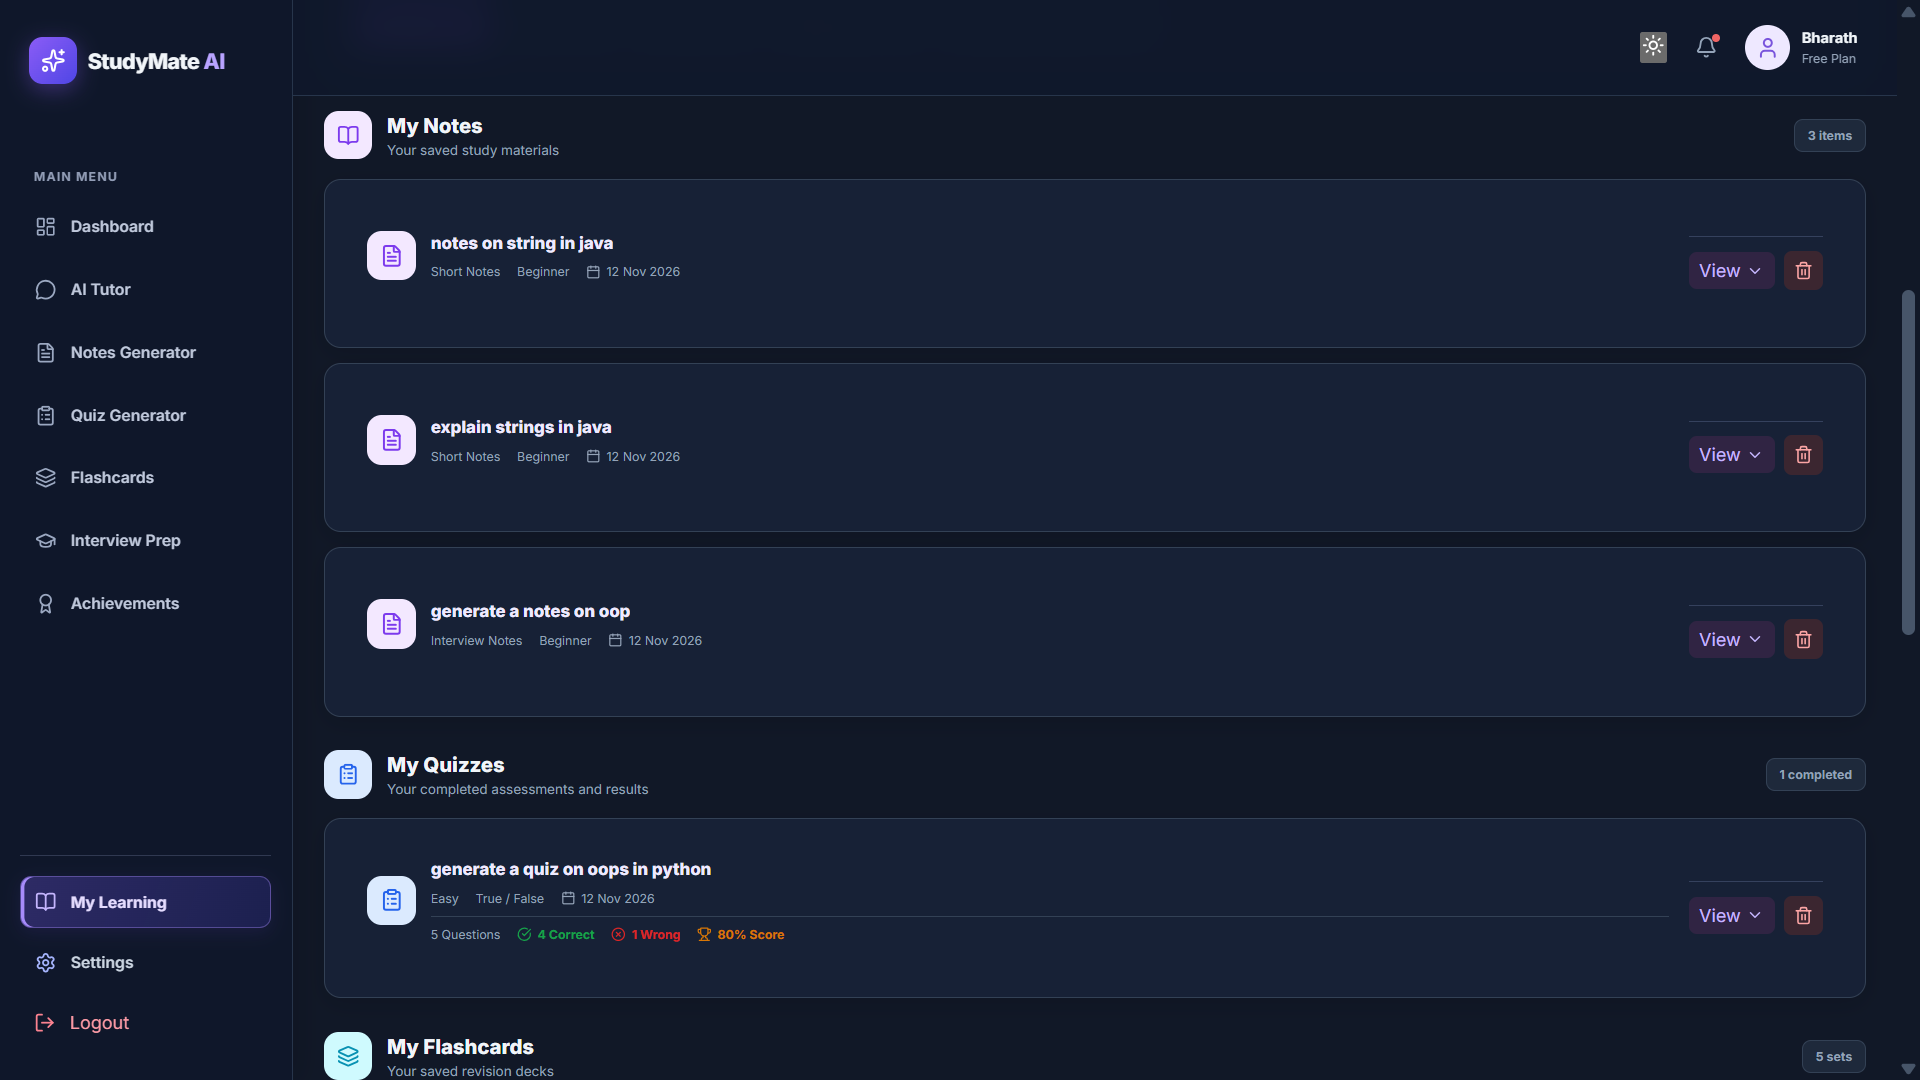 StudyMate AI
MAIN MENU
Dashboard
AI Tutor
Notes Generator
Quiz Generator
Flashcards
Interview Prep
Achievements
My Learning
Settings
Logout
Bharath
Free Plan
My Notes
Your saved study materials
3 items
notes on string in java
Short Notes Beginner 12 Nov 2026
View
explain strings in java
Short Notes Beginner 12 Nov 2026
View
generate a notes on oop
Interview Notes Beginner 12 Nov 2026
View
My Quizzes
Your completed assessments and results
1 completed
generate a quiz on oops in python
Easy True / False 12 Nov 2026
5 Questions 4 Correct 1 Wrong 80% Score
View
My Flashcards
Your saved revision decks
5 sets